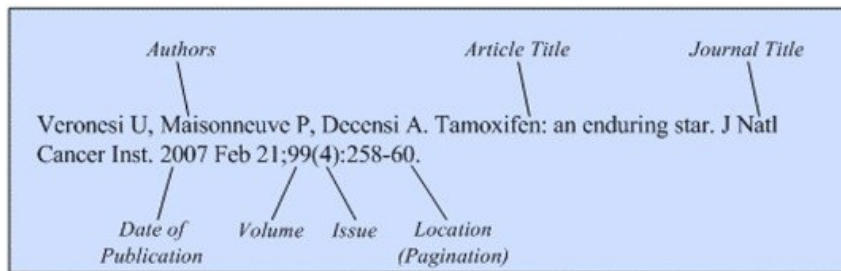 Authors Article Title Journal Title
Veronesi U, Maisonneuve P, Decensi A. Tamoxifen: an enduring star. J Natl
Cancer Inst. 2007 Feb 21;99(4):258-60.
Date of Volume Issue Location
Publication (Pagination)